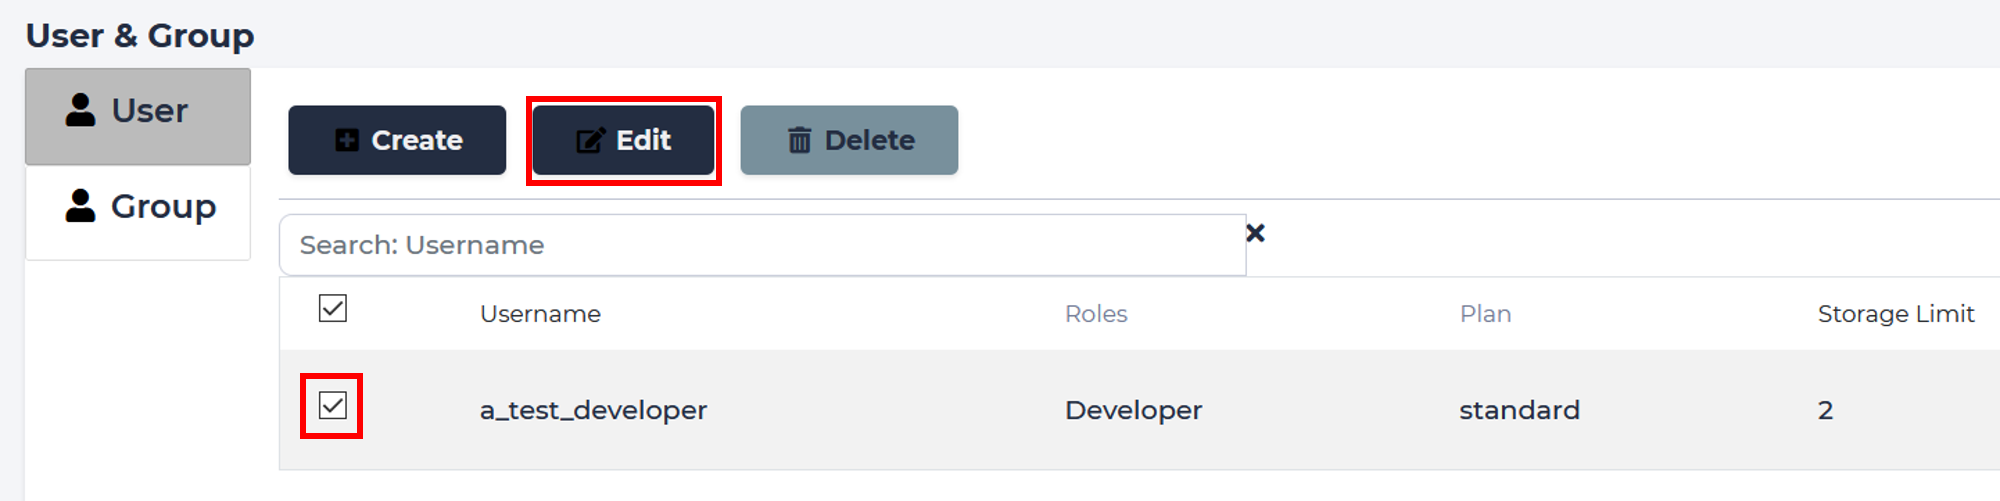 User & Group
User
Group
Create Edit Delete
Search: Username
Username Roles Plan Storage Limit
a_test_developer Developer standard 2